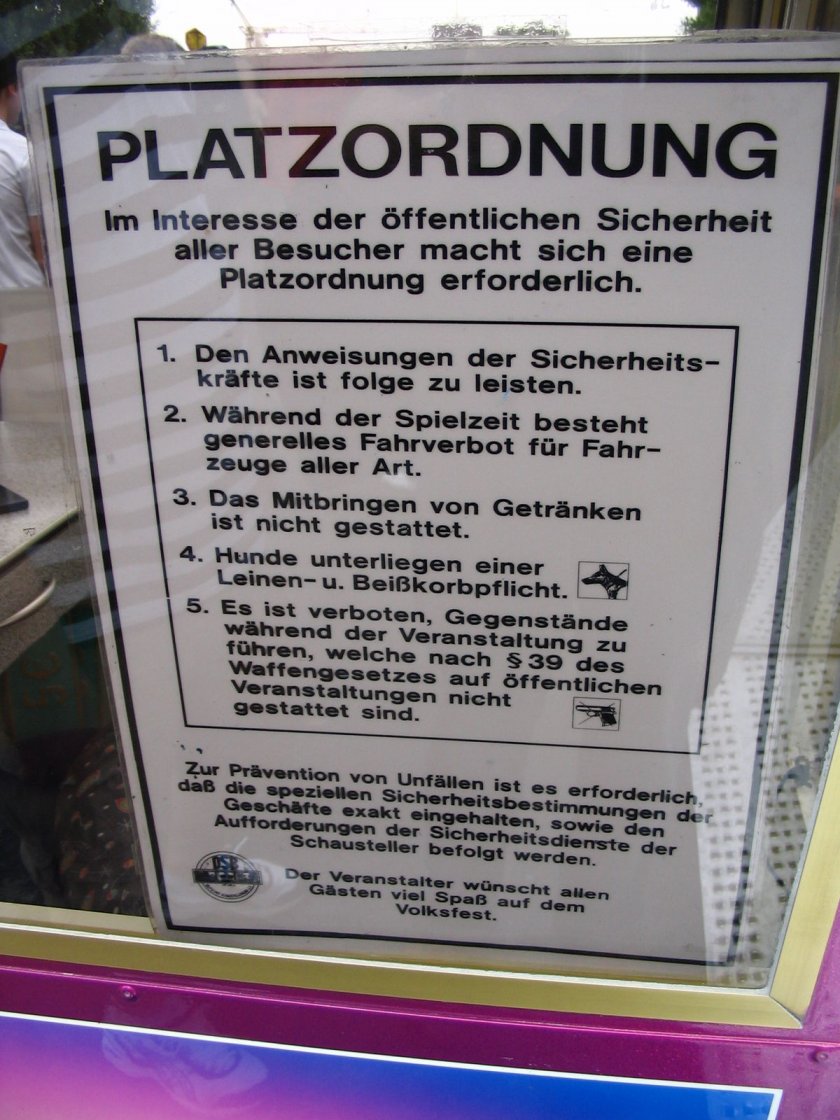 PLATZORDNUNG
Im Interesse der öffentlichen Sicherheit
aller Besucher macht sich eine
Platzordnung erforderlich.
1. Den Anweisungen der Sicherheits-
kräfte ist folge zu leisten.
2. Während der Spielzeit besteht
generelles Fahrverbot für Fahr-
zeuge aller Art.
3. Das Mitbringen von Getränken
ist nicht gestattet.
4. Hunde unterliegen einer
Leinen- u. Beißkorbpflicht.
5. Es ist verboten, Gegenstände
während der Veranstaltung zu
führen, welche nach § 39 des
Waffengesetzes auf öffentlichen
Veranstaltungen nicht
gestattet sind.
Zur Prävention von Unfällen ist es erforderlich,
daß die speziellen Sicherheitsbestimmungen der
Geschäfte exakt eingehalten, sowie den
Aufforderungen der Sicherheitsdienste der
Schausteller befolgt werden.
Der Veranstalter wünscht allen
Gästen viel Spaß auf dem
Volksfest.